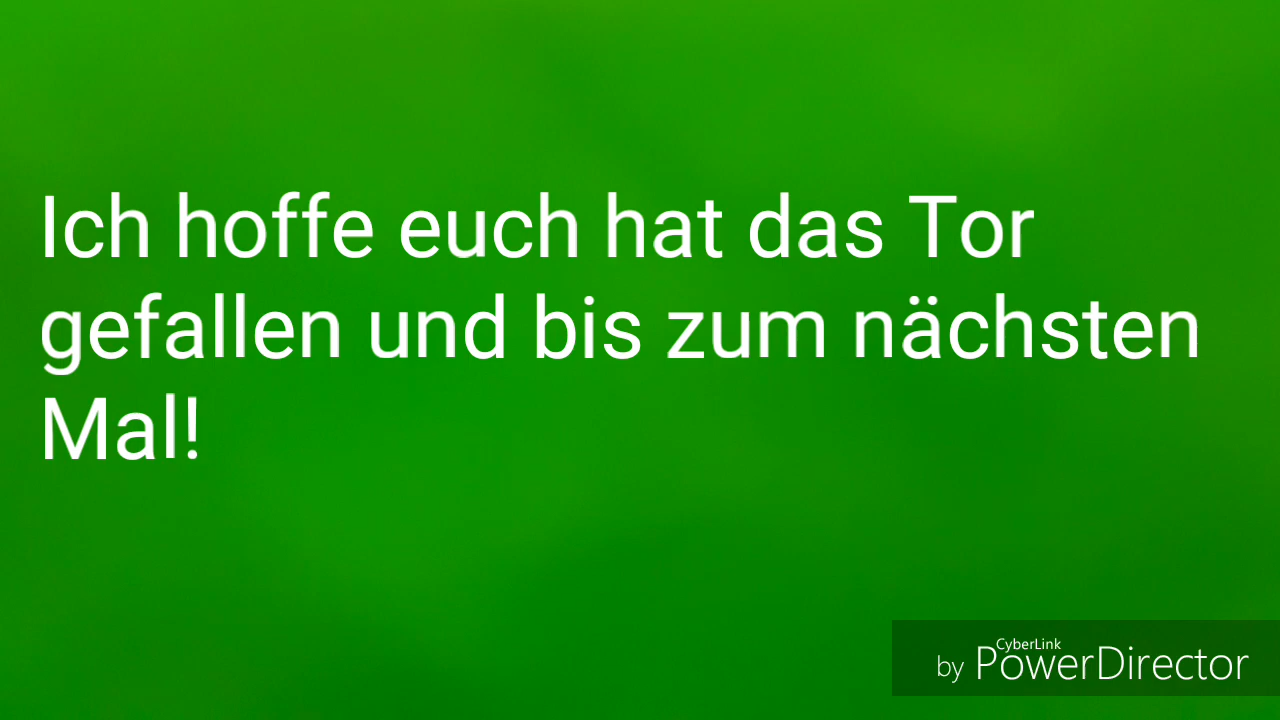 Ich hoffe euch hat das Tor
gefallen und bis zum nächsten
Mal!
by CyberLink PowerDirector